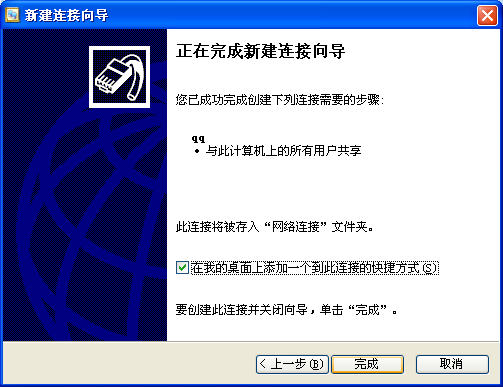 新建连接向导
正在完成新建连接向导
您已成功完成创建下列连接需要的步骤:
qq
• 与此计算机上的所有用户共享
此连接将被存入“网络连接”文件夹。
在我的桌面上添加一个到此连接的快捷方式(S)
要创建此连接并关闭向导，单击“完成”。
< 上一步(B) 完成 取消